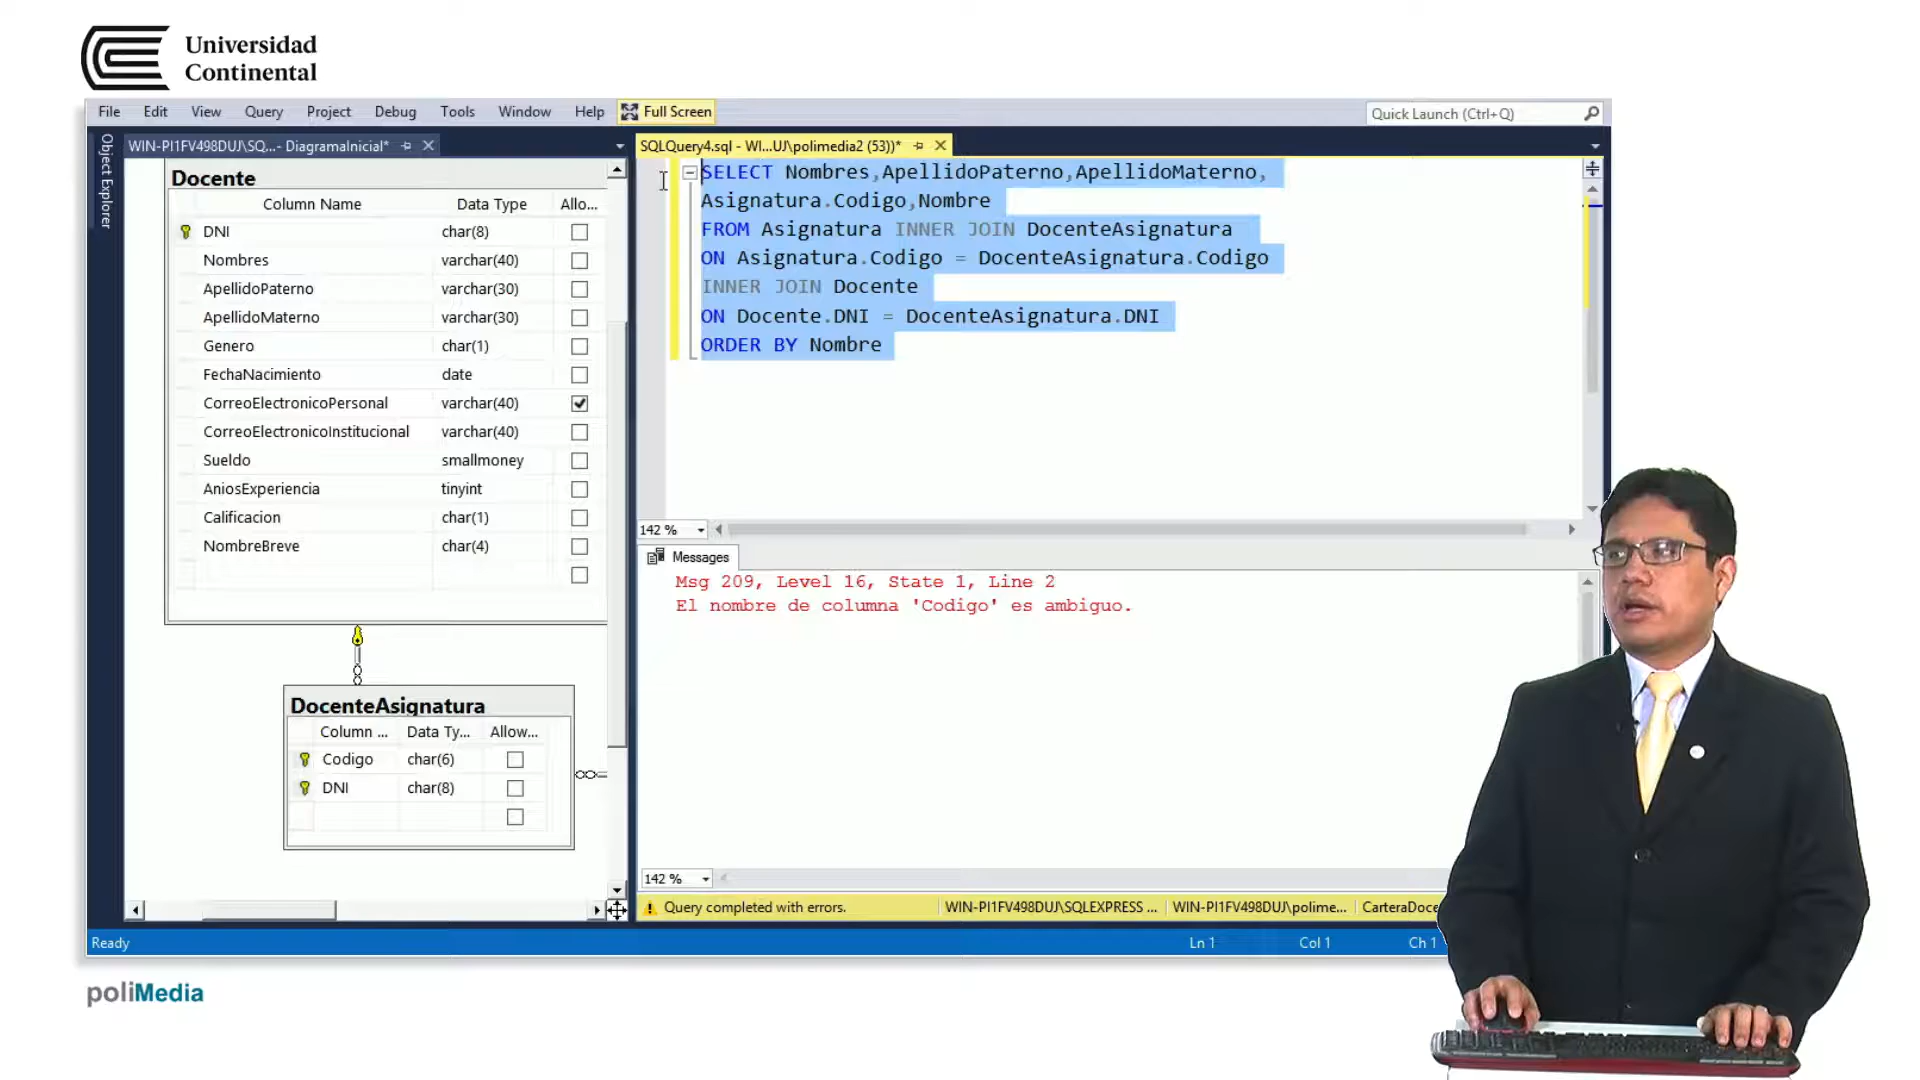 Universidad
Continental
File Edit View Query Project Debug Tools Window Help Full Screen Quick Launch (Ctrl+Q)
Object Explorer
WIN-PI1FV498DUJ\SQ...- DiagramaInicial*
SQLQuery4.sql - WI...UJ\polimedia2 (53))*
Docente
Column Name Data Type Allo...
DNI char(8)
Nombres varchar(40)
ApellidoPaterno varchar(30)
ApellidoMaterno varchar(30)
Genero char(1)
FechaNacimiento date
CorreoElectronicoPersonal varchar(40)
CorreoElectronicoInstitucional varchar(40)
Sueldo smallmoney
AniosExperiencia tinyint
Calificacion char(1)
NombreBreve char(4)
DocenteAsignatura
Column ... Data Ty... Allow...
Codigo char(6)
DNI char(8)
SELECT Nombres,ApellidoPaterno,ApellidoMaterno,
Asignatura.Codigo,Nombre
FROM Asignatura INNER JOIN DocenteAsignatura
ON Asignatura.Codigo = DocenteAsignatura.Codigo
INNER JOIN Docente
ON Docente.DNI = DocenteAsignatura.DNI
ORDER BY Nombre
142 %
Messages
Msg 209, Level 16, State 1, Line 2
El nombre de columna 'Codigo' es ambiguo.
142 %
Query completed with errors. WIN-PI1FV498DUJ\SQLEXPRESS ... WIN-PI1FV498DUJ\polime... CarteraDoce
Ready Ln 1 Col 1 Ch 1
poliMedia